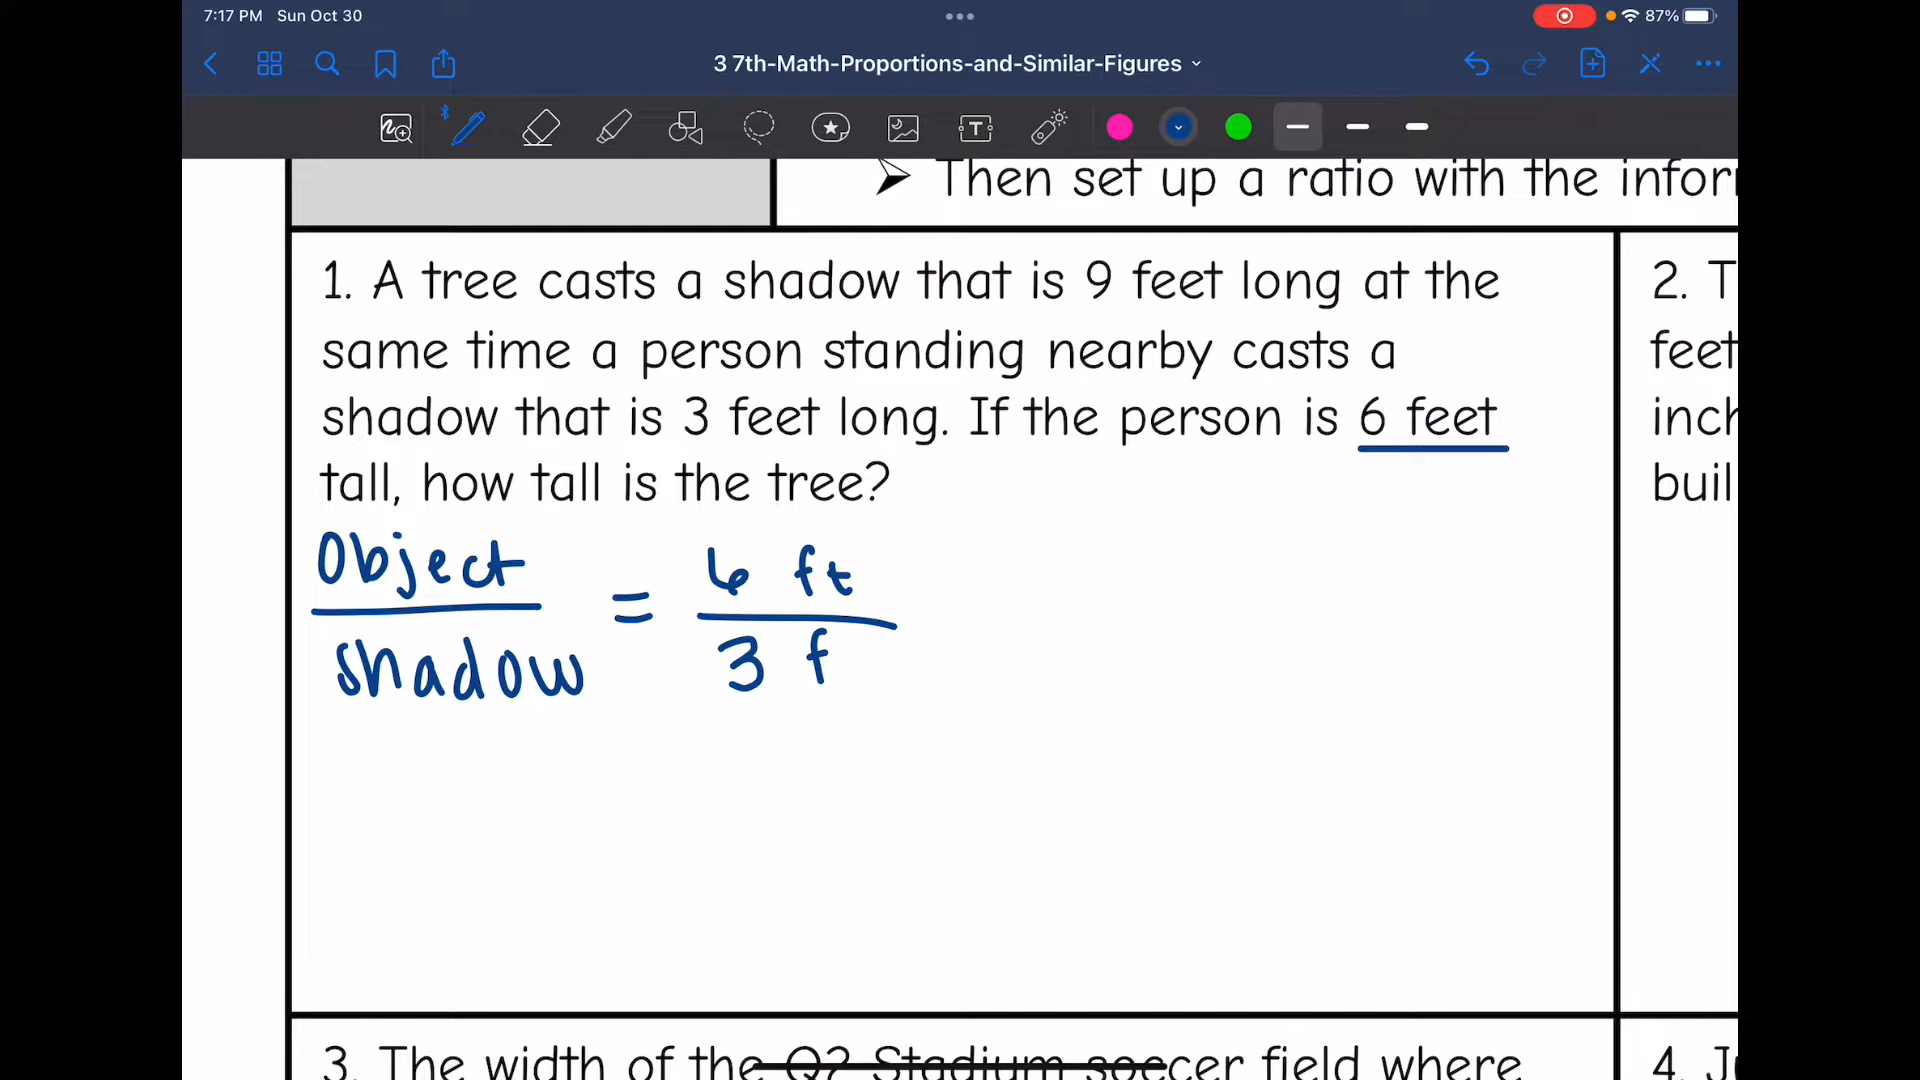 7:17 PM Sun Oct 30
87%
3 7th-Math-Proportions-and-Similar-Figures
Then set up a ratio with the infor
1. A tree casts a shadow that is 9 feet long at the
same time a person standing nearby casts a
shadow that is 3 feet long. If the person is 6 feet
tall, how tall is the tree?
Object
shadow
=
6 ft
3 f
2. T
feet
inch
buil
3. The width of the Q2 Stadium soccer field where
4. J